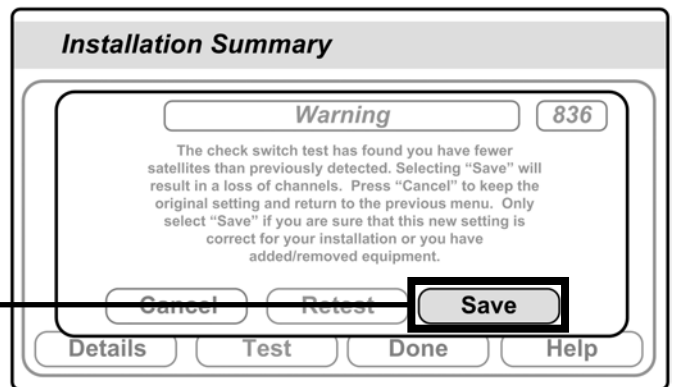 Installation Summary
Warning 836
The check switch test has found you have fewer
satellites than previously detected. Selecting “Save” will
result in a loss of channels. Press “Cancel” to keep the
original setting and return to the previous menu. Only
select “Save” if you are sure that this new setting is
correct for your installation or you have
added/removed equipment.
Cancel Retest Save
Details Test Done Help